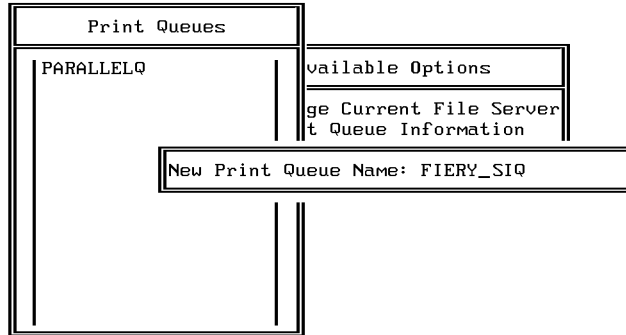 Print Queues
PARALLELQ
vailable Options
ge Current File Server
t Queue Information
New Print Queue Name: FIERY_SIQ